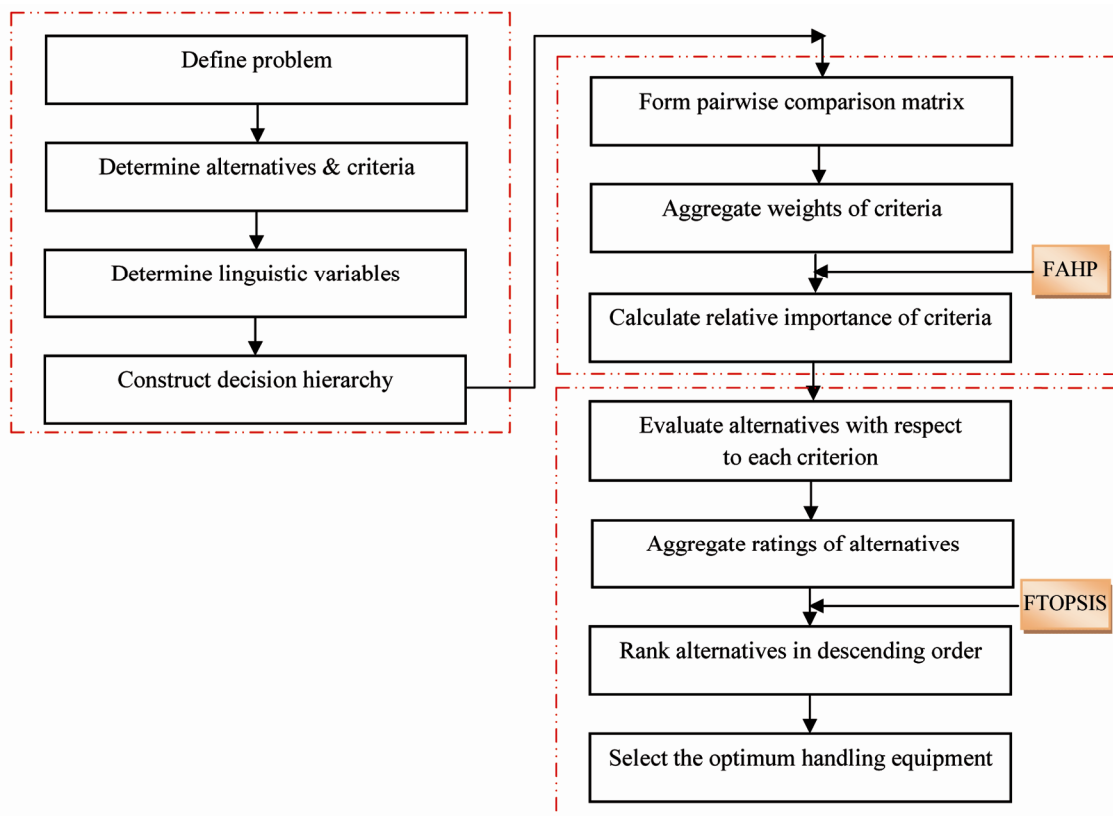 Define problem
Determine alternatives & criteria
Determine linguistic variables
Construct decision hierarchy
Form pairwise comparison matrix
Aggregate weights of criteria
FAHP
Calculate relative importance of criteria
Evaluate alternatives with respect
to each criterion
Aggregate ratings of alternatives
FTOPSIS
Rank alternatives in descending order
Select the optimum handling equipment